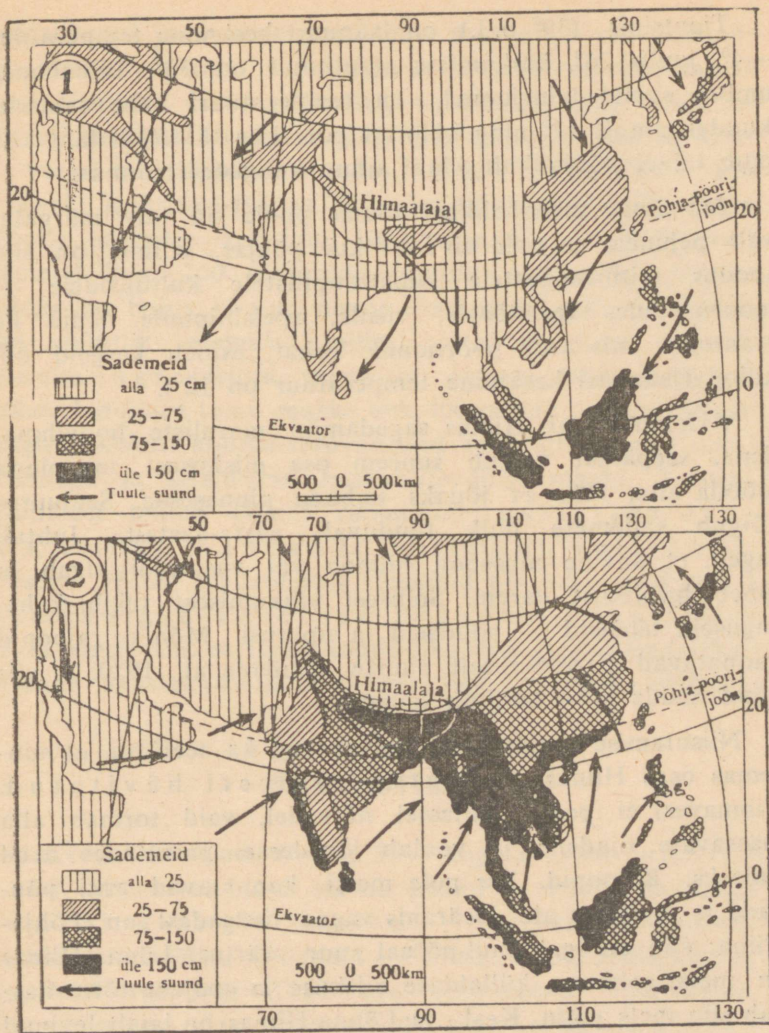 30 50 70 90 110 130
1
130
20
Himaalaja
Põhja-pööri-
joon
20
Sademeid
alla 25 cm
25-75
75-150
üle 150 cm
Tuule suund
Ekvaator
0
500 0 500km
50 70 90 110 110 130 130
2
20
Himaalaja
Põhja-pööri-
joon
20
Sademeid
alla 25
25-75
75-150
üle 150 cm
Tuule suund
Ekvaator
0
500 0 500km
70 90 110 130